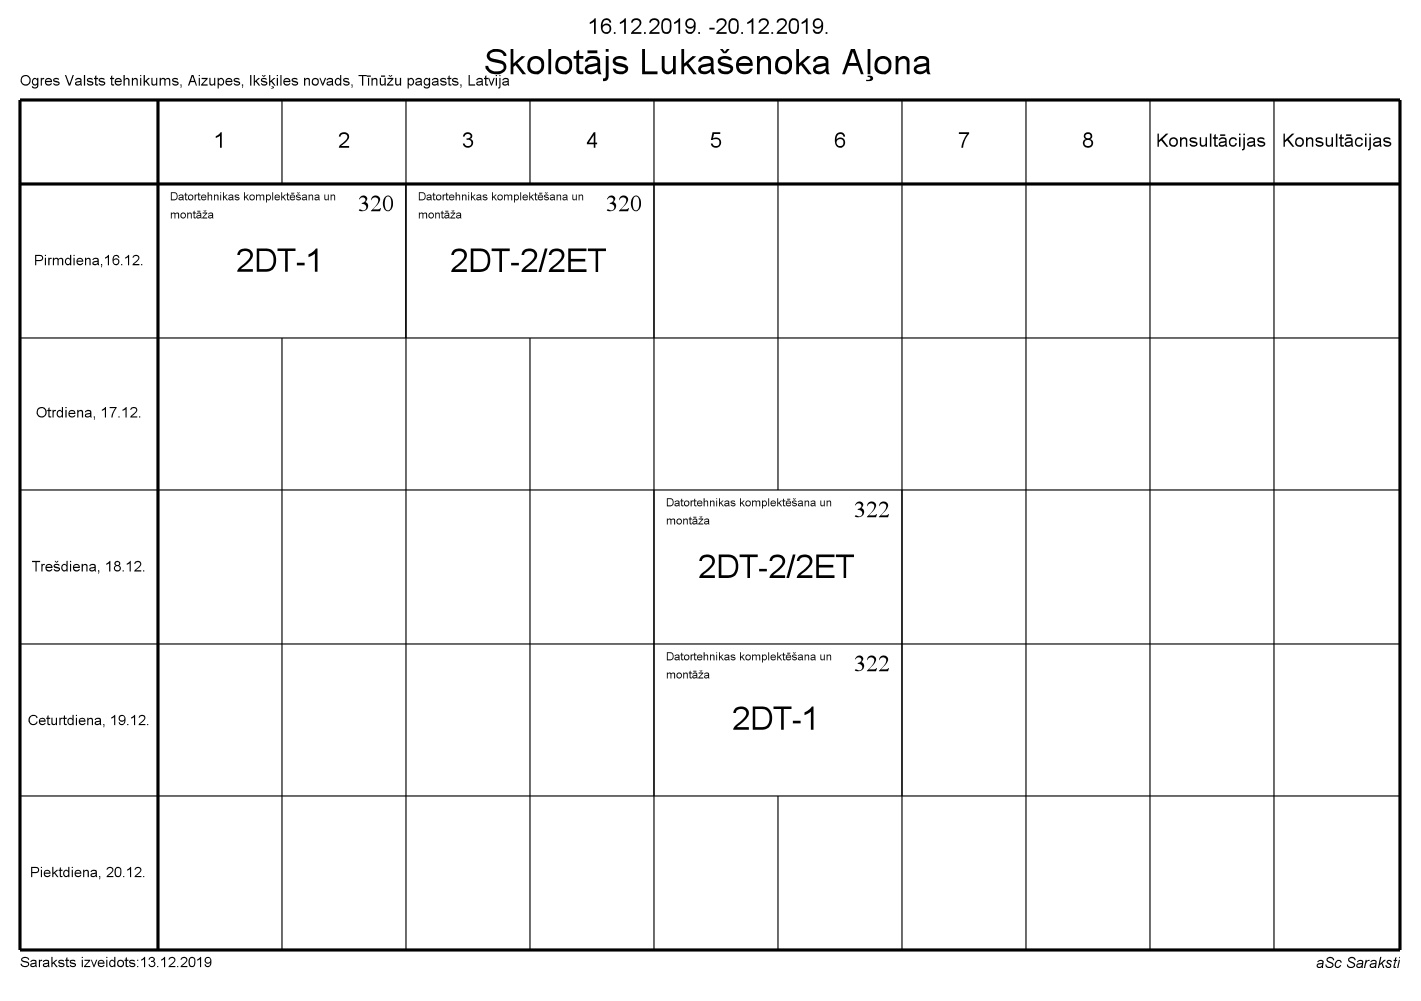 16.12.2019. -20.12.2019.
Skolotājs Lukašenoka Aļona
Ogres Valsts tehnikums, Aizupes, Ikšķiles novads, Tīnūžu pagasts, Latvija
1 2 3 4 5 6 7 8 Konsultācijas Konsultācijas
Pirmdiena,16.12.
Datortehnikas komplektēšana un
montāža
320
2DT-1
Datortehnikas komplektēšana un
montāža
320
2DT-2/2ET
Otrdiena, 17.12.
Trešdiena, 18.12.
Datortehnikas komplektēšana un
montāža
322
2DT-2/2ET
Ceturtdiena, 19.12.
Datortehnikas komplektēšana un
montāža
322
2DT-1
Piektdiena, 20.12.
Saraksts izveidots:13.12.2019
aSc Saraksti